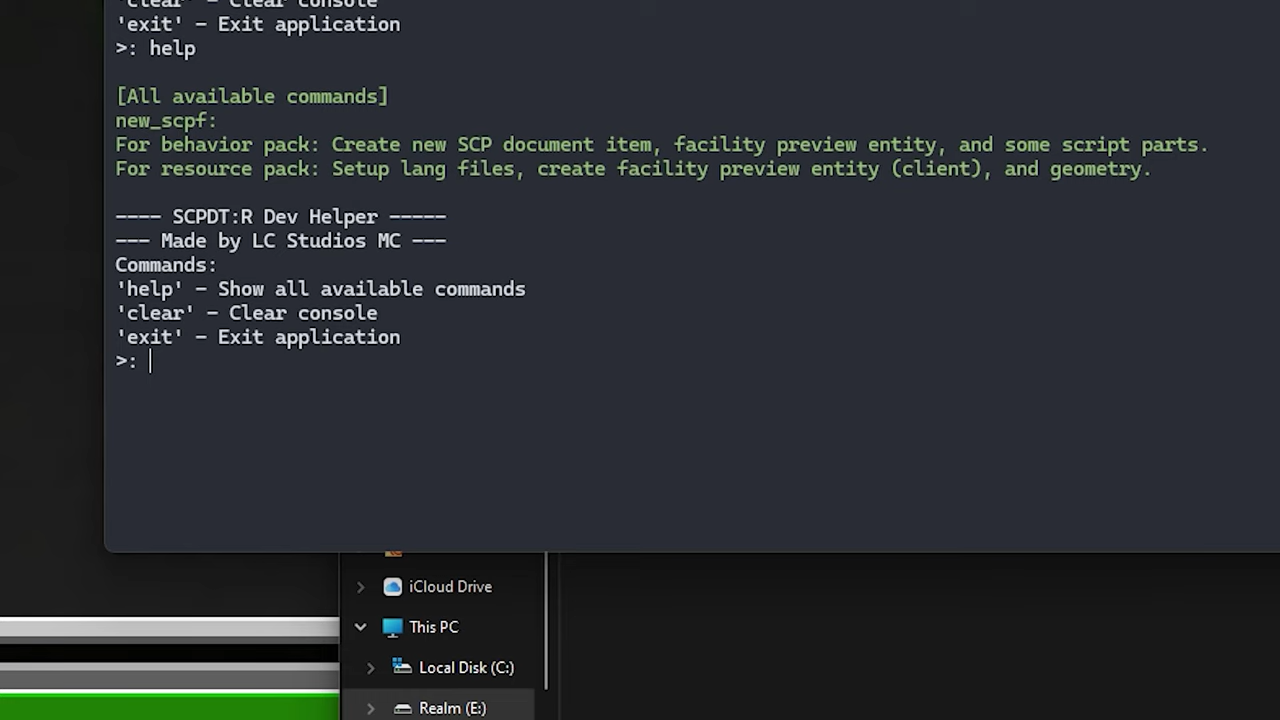 'clear' - Clear console
'exit' - Exit application
>: help
[All available commands]
new_scpf:
For behavior pack: Create new SCP document item, facility preview entity, and some script parts.
For resource pack: Setup lang files, create facility preview entity (client), and geometry.
---- SCPDT:R Dev Helper -----
--- Made by LC Studios MC ---
Commands:
'help' - Show all available commands
'clear' - Clear console
'exit' - Exit application
>:
iCloud Drive
This PC
Local Disk (C:)
Realm (E:)